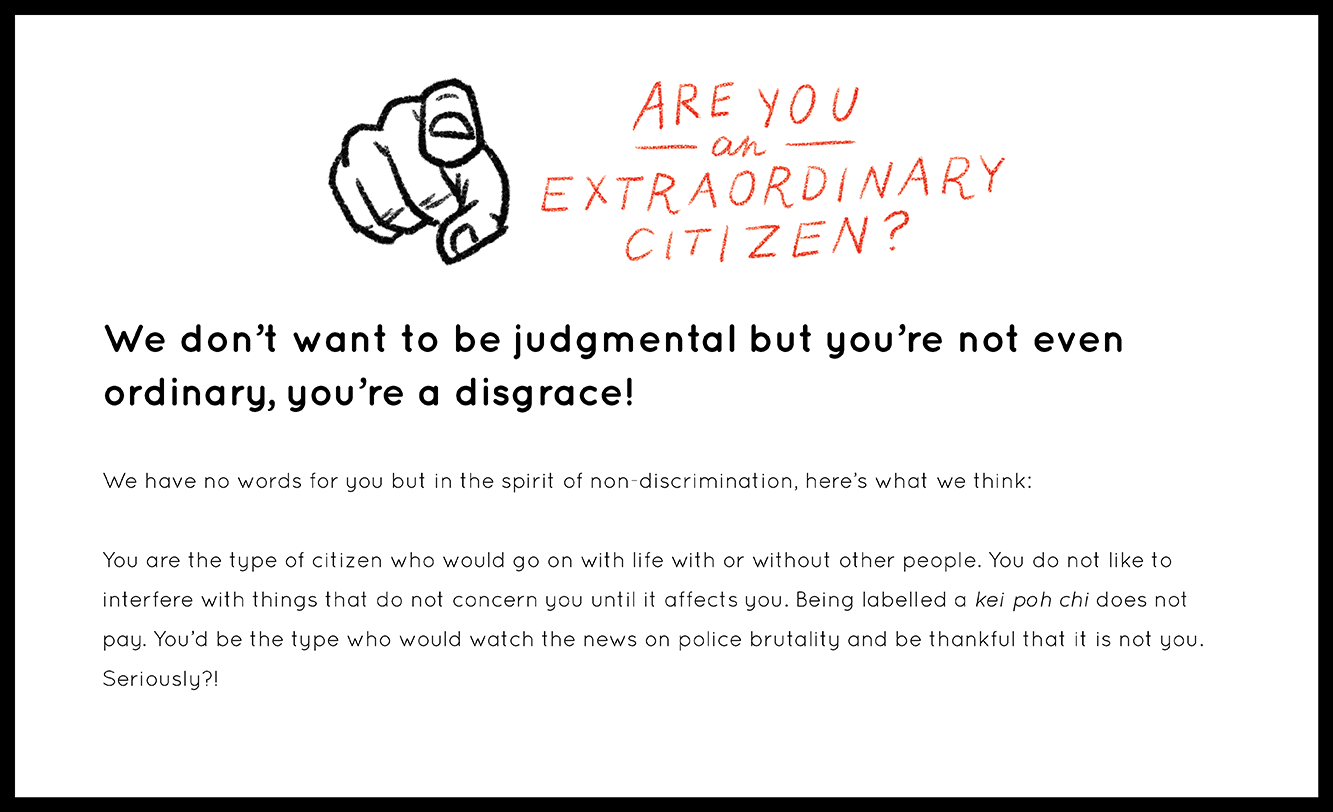 ARE YOU
an
EXTRAORDINARY
CITIZEN?
We don’t want to be judgmental but you’re not even
ordinary, you’re a disgrace!
We have no words for you but in the spirit of non-discrimination, here’s what we think:
You are the type of citizen who would go on with life with or without other people. You do not like to
interfere with things that do not concern you until it affects you. Being labelled a kei poh chi does not
pay. You’d be the type who would watch the news on police brutality and be thankful that it is not you.
Seriously?!